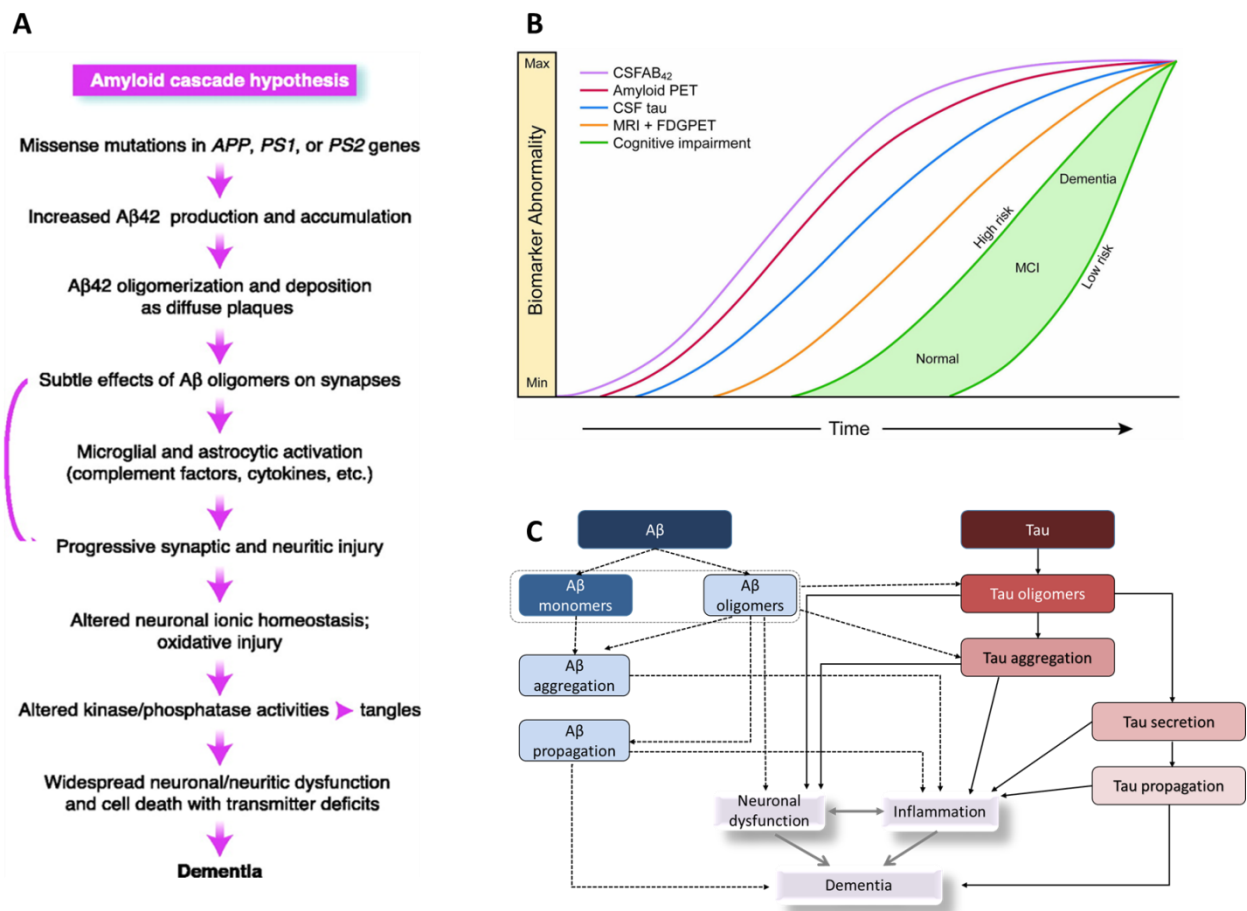 A
Amyloid cascade hypothesis
Missense mutations in APP, PS1, or PS2 genes
Increased Aβ42 production and accumulation
Aβ42 oligomerization and deposition
as diffuse plaques
Subtle effects of Aβ oligomers on synapses
Microglial and astrocytic activation
(complement factors, cytokines, etc.)
Progressive synaptic and neuritic injury
Altered neuronal ionic homeostasis;
oxidative injury
Altered kinase/phosphatase activities tangles
Widespread neuronal/neuritic dysfunction
and cell death with transmitter deficits
Dementia
B
Max
Min
Biomarker Abnormality
CSFAB42
Amyloid PET
CSF tau
MRI + FDGPET
Cognitive impairment
Dementia
High risk
MCI
Low risk
Normal
Time
C
Aβ
Tau
Aβ
monomers
Aβ
oligomers
Tau oligomers
Aβ
aggregation
Tau aggregation
Aβ
propagation
Tau secretion
Tau propagation
Neuronal
dysfunction
Inflammation
Dementia